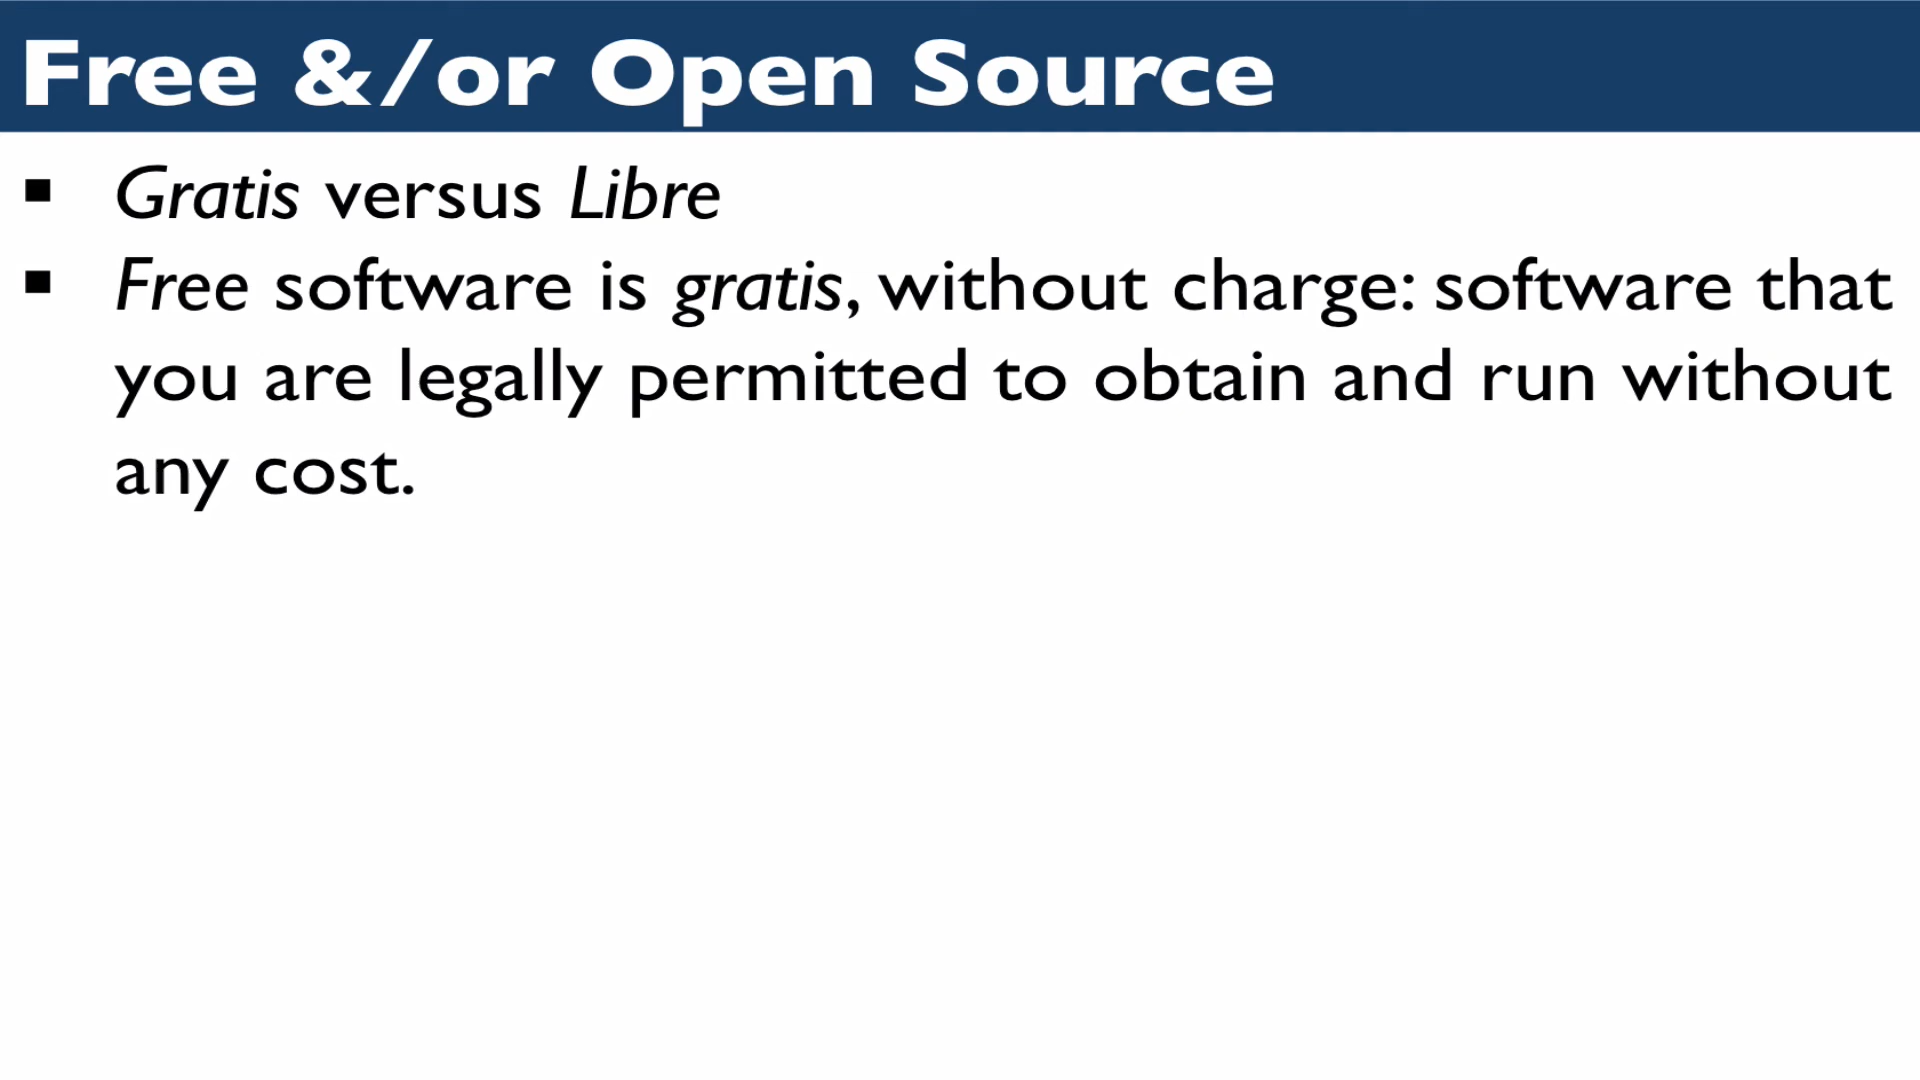 Free &/or Open Source
▪ Gratis versus Libre
▪ Free software is gratis, without charge: software that
you are legally permitted to obtain and run without
any cost.